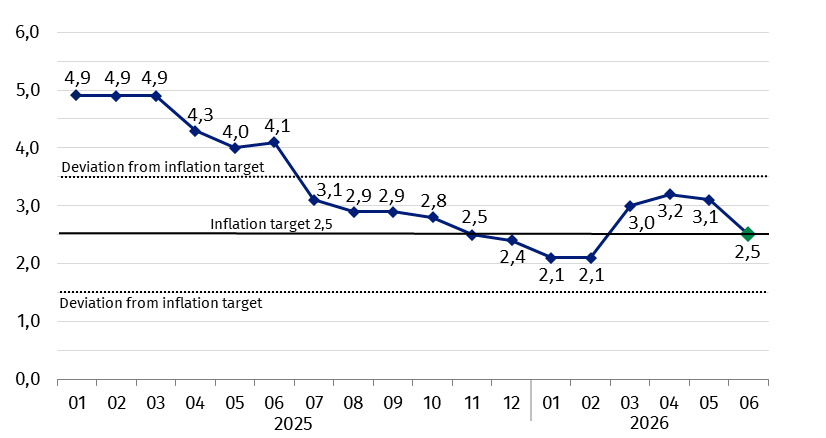 6,0
5,0
4,0
3,0
2,0
1,0
0,0
4,9 4,9 4,9
4,3
4,0
4,1
Deviation from inflation target
3,1 2,9 2,9 2,8
Inflation target 2,5
2,5
2,4
2,1 2,1
3,0 3,2 3,1
2,5
Deviation from inflation target
01 02 03 04 05 06 07 08 09 10 11 12 01 02 03 04 05 06
2025 2026